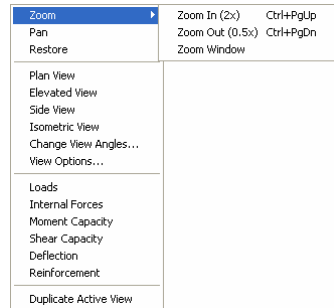 Zoom
Zoom In (2x) Ctrl+PgUp
Pan
Zoom Out (0.5x) Ctrl+PgDn
Restore
Zoom Window
Plan View
Elevated View
Side View
Isometric View
Change View Angles...
View Options...
Loads
Internal Forces
Moment Capacity
Shear Capacity
Deflection
Reinforcement
Duplicate Active View